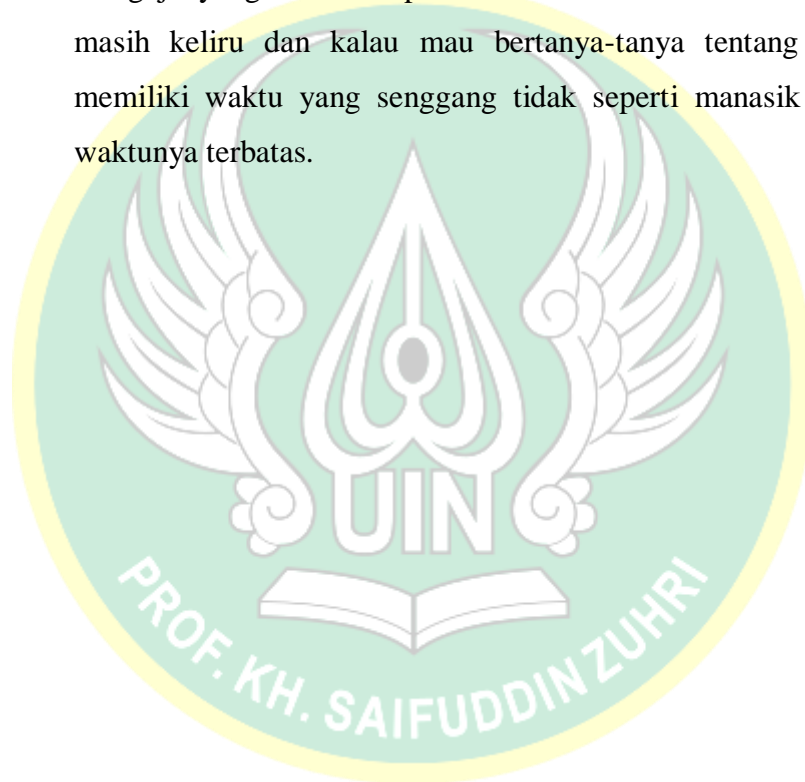 masih keliru dan kalau mau bertanya-tanya tentang
memiliki waktu yang senggang tidak seperti manasik
waktunya terbatas.
UIN
PROF. KH. SAIFUDDIN ZUHRI